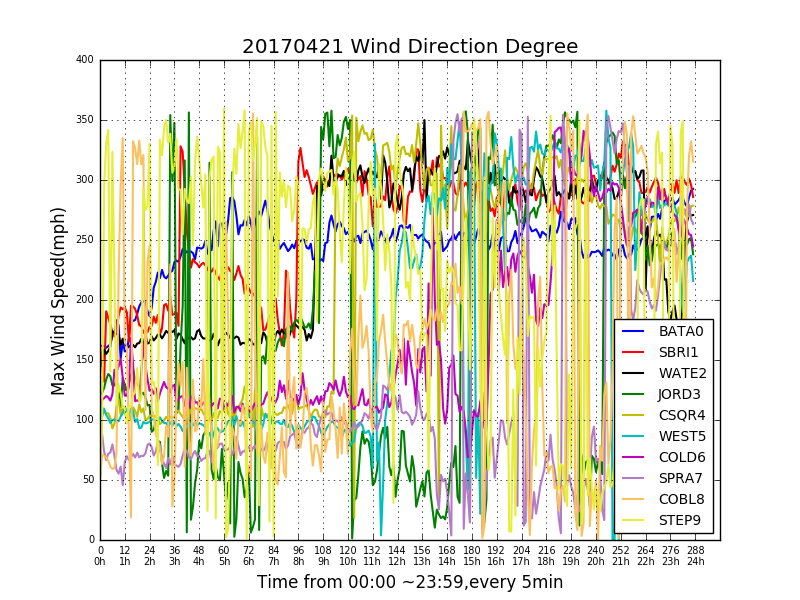 20170421 Wind Direction Degree
400
350
300
250
200
150
100
50
0
Max Wind Speed(mph)
BATA0
SBRI1
WATE2
JORD3
CSQR4
WEST5
COLD6
SPRA7
COBL8
STEP9
0 12 24 36 48 60 72 84 96 108 120 132 144 156 168 180 192 204 216 228 240 252 264 276 288
0h 1h 2h 3h 4h 5h 6h 7h 8h 9h 10h 11h 12h 13h 14h 15h 16h 17h 18h 19h 20h 21h 22h 23h 24h
Time from 00:00 ~23:59,every 5min